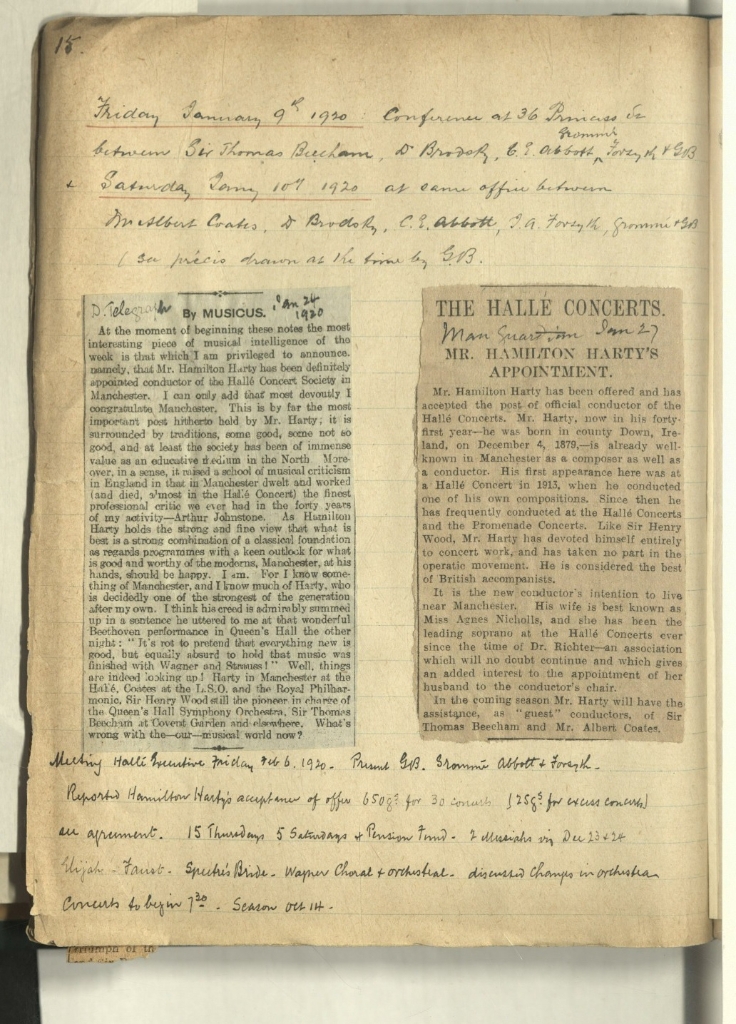 15.
Friday January 9th 1920: Conference at 36 Princess St
between Sir Thomas Beecham, Dr Brodsky, C.E. Abbott, Grommé Forsyth & GB
+ Saturday Jany 10th 1920 at same office between
Mr Albert Coates, Dr Brodsky, C.E. Abbott, J.A. Forsyth, Grommé & GB
(see précis drawn at the time by G.B.
D. Telegraph Jan 24 1920
By MUSICUS.
At the moment of beginning these notes the most
interesting piece of musical intelligence of the
week is that which I am privileged to announce,
namely, that Mr. Hamilton Harty has been definitely
appointed conductor of the Hallé Concert Society in
Manchester. I can only add that most devoutly I
congratulate Manchester. This is by far the most
important post hitherto held by Mr. Harty; it is
surrounded by traditions, some good, some not so
good, and at least the society has been of immense
value as an educative medium in the North. More-
over, in a sense, it raised a school of musical criticism
in England in that in Manchester dwelt and worked
(and died, almost in the Hallé Concert) the finest
professional critic we ever had in the forty years
of my activity—Arthur Johnstone. As Hamilton
Harty holds the strong and fine view that what is
best is a strong combination of a classical foundation
as regards programmes with a keen outlook for what
is good and worthy of the moderns, Manchester, at his
hands, should be happy. I am. For I know some-
thing of Manchester, and I know much of Harty, who
is decidedly one of the strongest of the generation
after my own. I think his creed is admirably summed
up in a sentence he uttered to me at that wonderful
Beethoven performance in Queen's Hall the other
night: "It's rot to pretend that everything new is
good, but equally absurd to hold that music was
finished with Wagner and Strauss!" Well, things
are indeed looking up! Harty in Manchester at the
Hallé, Coates at the L.S.O. and the Royal Philhar-
monic, Sir Henry Wood still the pioneer in charge of
the Queen's Hall Symphony Orchestra, Sir Thomas
Beecham at Covent Garden and elsewhere. What's
wrong with the—our—musical world now?
THE HALLÉ CONCERTS.
Man Guardian Jan 27
MR. HAMILTON HARTY'S
APPOINTMENT.
Mr. Hamilton Harty has been offered and has
accepted the post of official conductor of the
Hallé Concerts. Mr. Harty, now in his forty-
first year—he was born in county Down, Ire-
land, on December 4, 1879,—is already well-
known in Manchester as a composer as well as
a conductor. His first appearance here was at
a Hallé Concert in 1913, when he conducted
one of his own compositions. Since then he
has frequently conducted at the Hallé Concerts
and the Promenade Concerts. Like Sir Henry
Wood, Mr. Harty has devoted himself entirely
to concert work, and has taken no part in the
operatic movement. He is considered the best
of British accompanists.
It is the new conductor's intention to live
near Manchester. His wife is best known as
Miss Agnes Nicholls, and she has been the
leading soprano at the Hallé Concerts ever
since the time of Dr. Richter—an association
which will no doubt continue and which gives
an added interest to the appointment of her
husband to the conductor's chair.
In the coming season Mr. Harty will have the
assistance, as "guest" conductors, of Sir
Thomas Beecham and Mr. Albert Coates.
Meeting Hallé Executive Friday Feb 6, 1920. Present GB. Grommé Abbott & Forsyth.
Reported Hamilton Harty's acceptance of offer 650gs for 30 concerts (25gs for excess concerts)
see agreement. 15 Thursdays 5 Saturdays & Pension Fund. 2 Messiahs viz Dec 23 & 24
Elijah - Faust. Spectre's Bride. Wagner Choral & orchestral. discussed changes in orchestra
Concerts to begin 7.30. Season Oct 14.